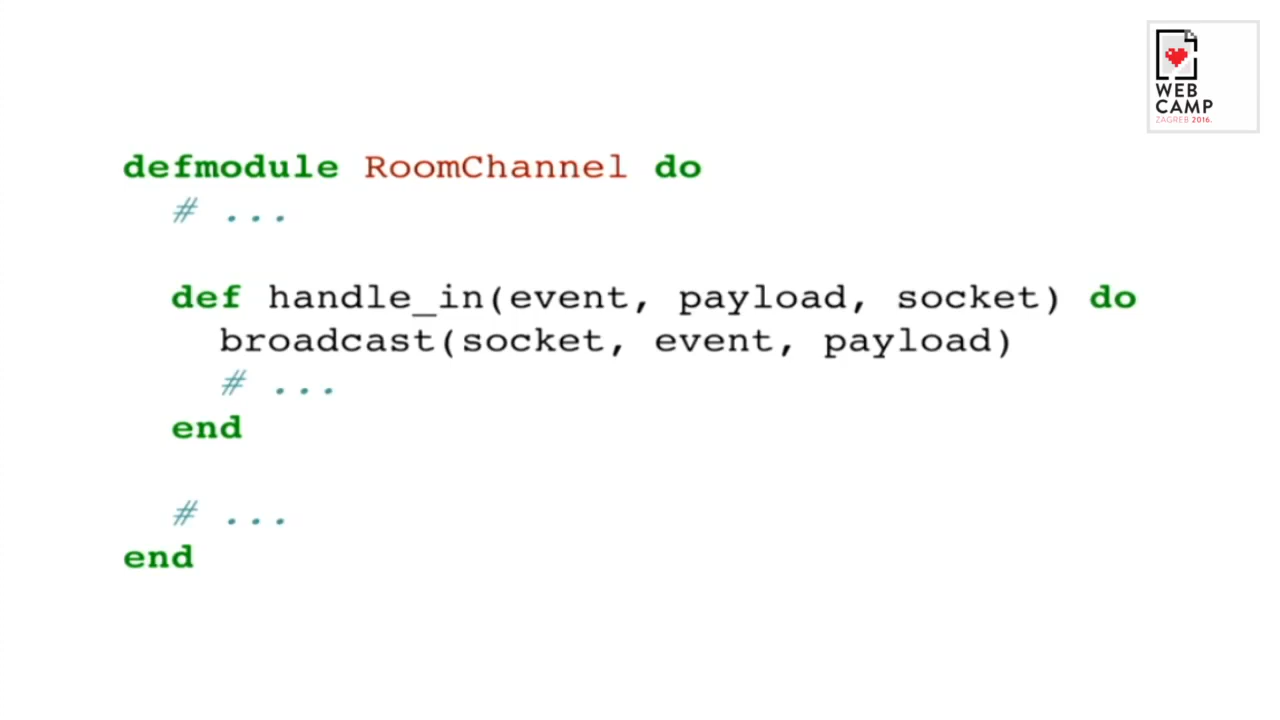 WEB
CAMP
ZAGREB 2016.
defmodule RoomChannel do
  # ...

  def handle_in(event, payload, socket) do
    broadcast(socket, event, payload)
    # ...
  end

  # ...
end